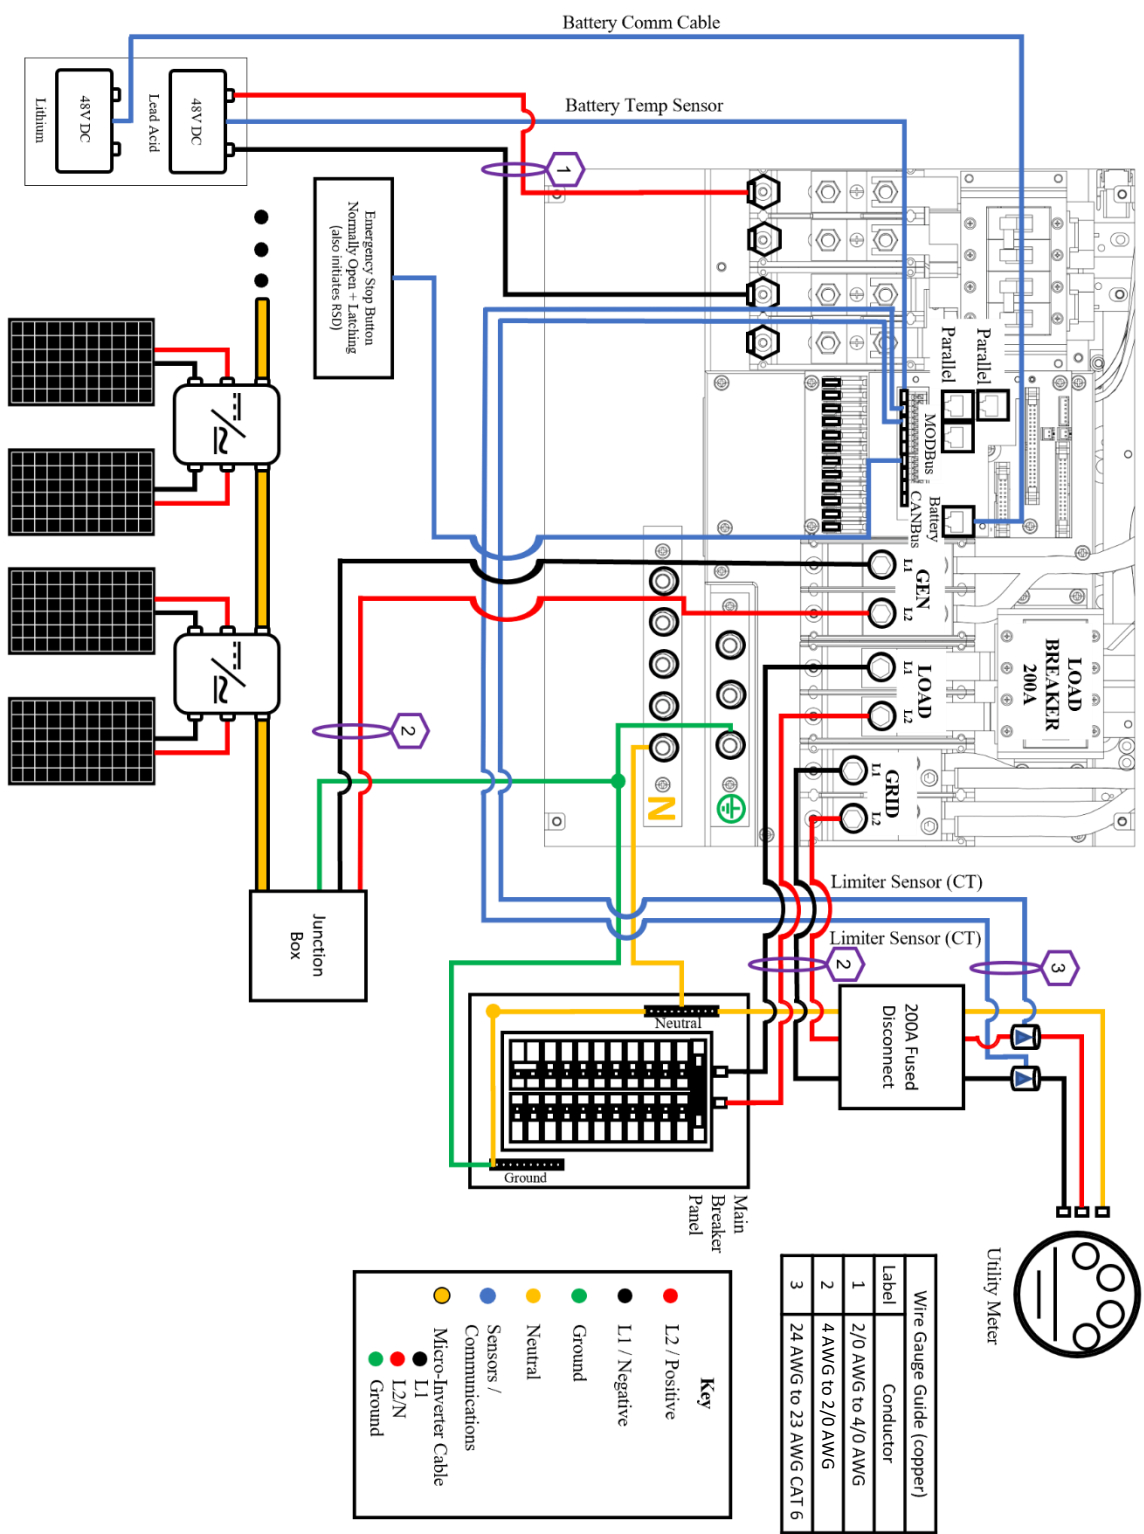 Battery Comm Cable
Battery Temp Sensor
48V DC
Lithium
48V DC
Lead Acid
1
Emergency Stop Button
Normally Open + Latching
(also initiates RSD)
Parallel
Parallel
MODBus
Battery
CANBus
L1
GEN
L2
L1
LOAD
L2
LOAD
BREAKER
200A
L1
GRID
L2
N
2
Junction
Box
Limiter Sensor (CT)
Limiter Sensor (CT)
2
3
200A Fused
Disconnect
Neutral
Ground
Main
Breaker
Panel
Utility Meter
Wire Gauge Guide (copper)
Label Conductor
1 2/0 AWG to 4/0 AWG
2 4 AWG to 2/0 AWG
3 24 AWG to 23 AWG CAT 6
Key
L2 / Positive
L1 / Negative
Ground
Neutral
Sensors /
Communications
Micro-Inverter Cable
L1
L2/N
Ground